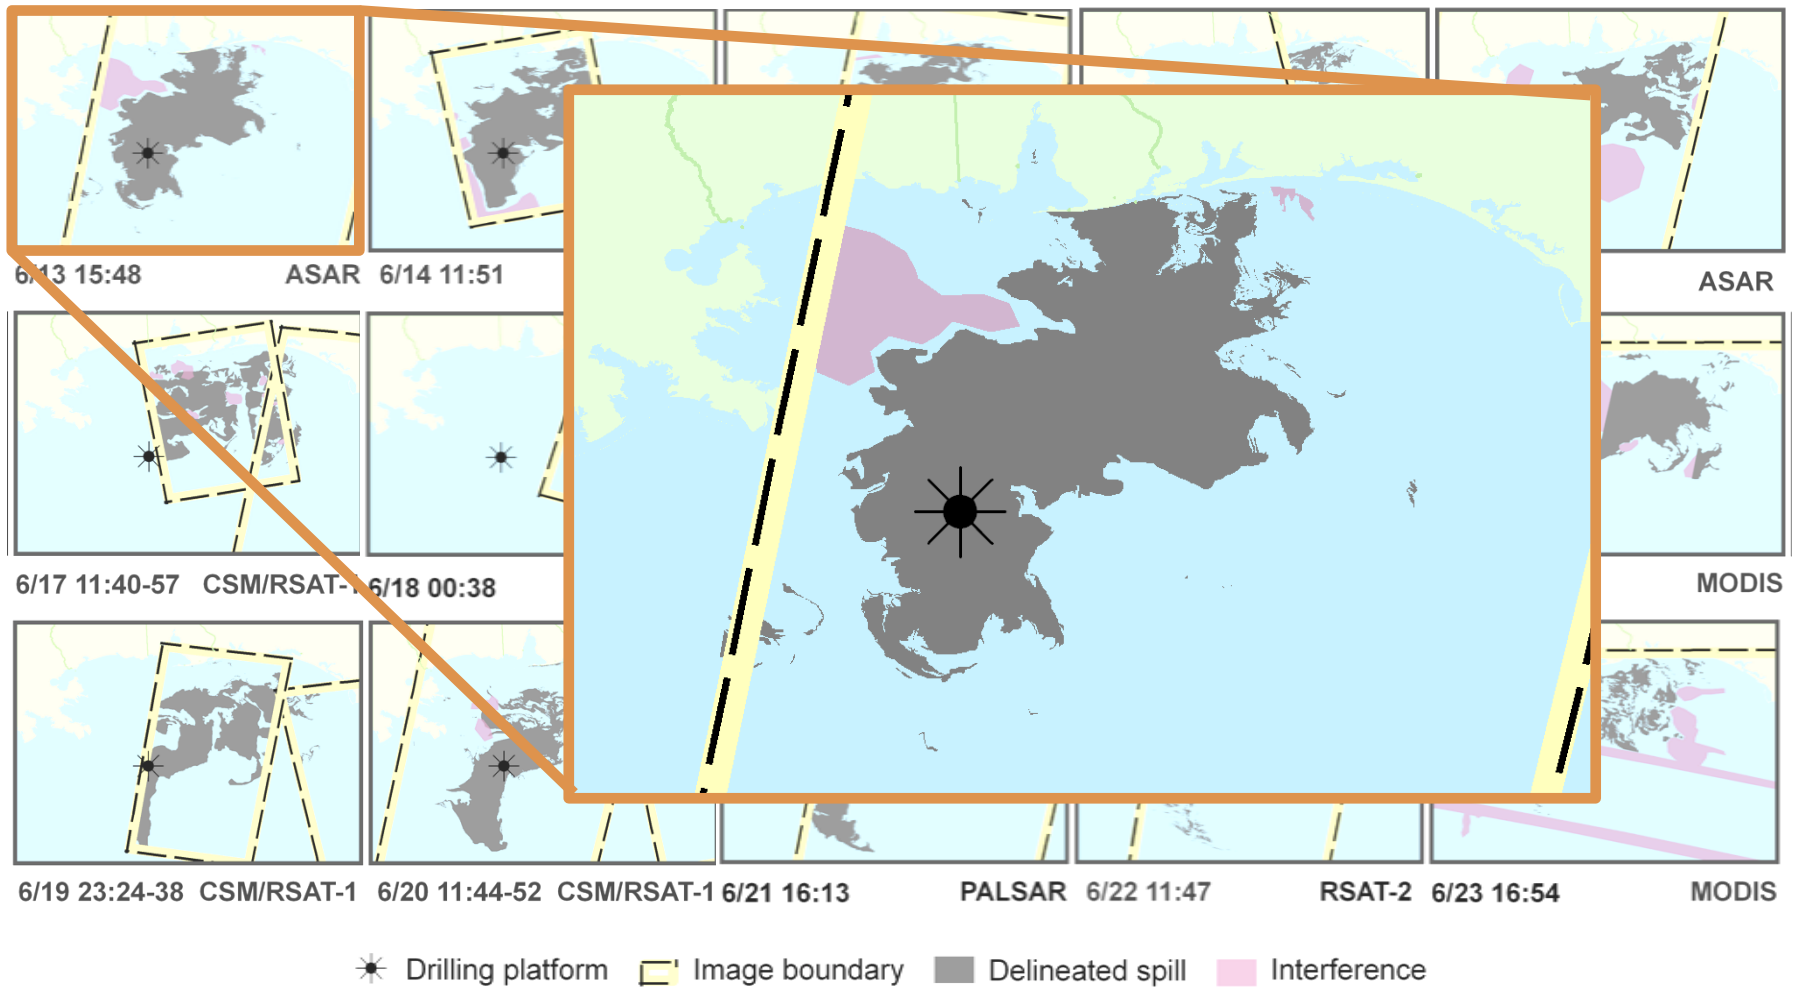 6/13 15:48 ASAR 6/14 11:51 ASAR
6/17 11:40-57 CSM/RSAT-1 6/18 00:38 MODIS
6/19 23:24-38 CSM/RSAT-1 6/20 11:44-52 CSM/RSAT-1 6/21 16:13 PALSAR 6/22 11:47 RSAT-2 6/23 16:54 MODIS
Drilling platform Image boundary Delineated spill Interference